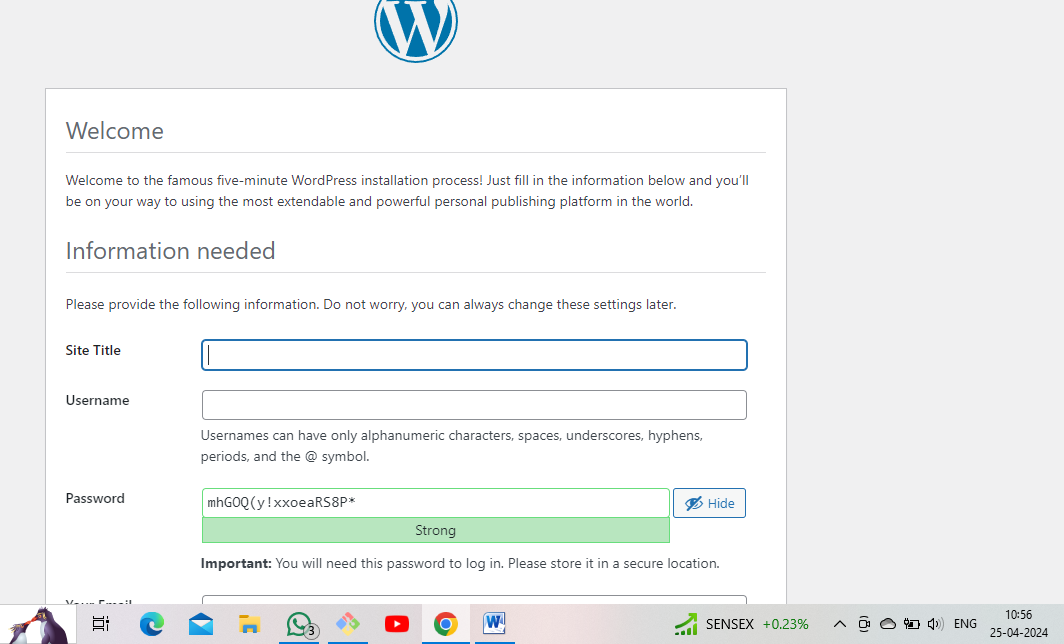 Welcome
Welcome to the famous five-minute WordPress installation process! Just fill in the information below and you'll
be on your way to using the most extendable and powerful personal publishing platform in the world.
Information needed
Please provide the following information. Do not worry, you can always change these settings later.
Site Title
Username
Usernames can have only alphanumeric characters, spaces, underscores, hyphens,
periods, and the @ symbol.
Password
mhGOQ(y!xxoeaRS8P*
Hide
Strong
Important: You will need this password to log in. Please store it in a secure location.
Your Email
3
SENSEX +0.23%
ENG
10:56
25-04-2024